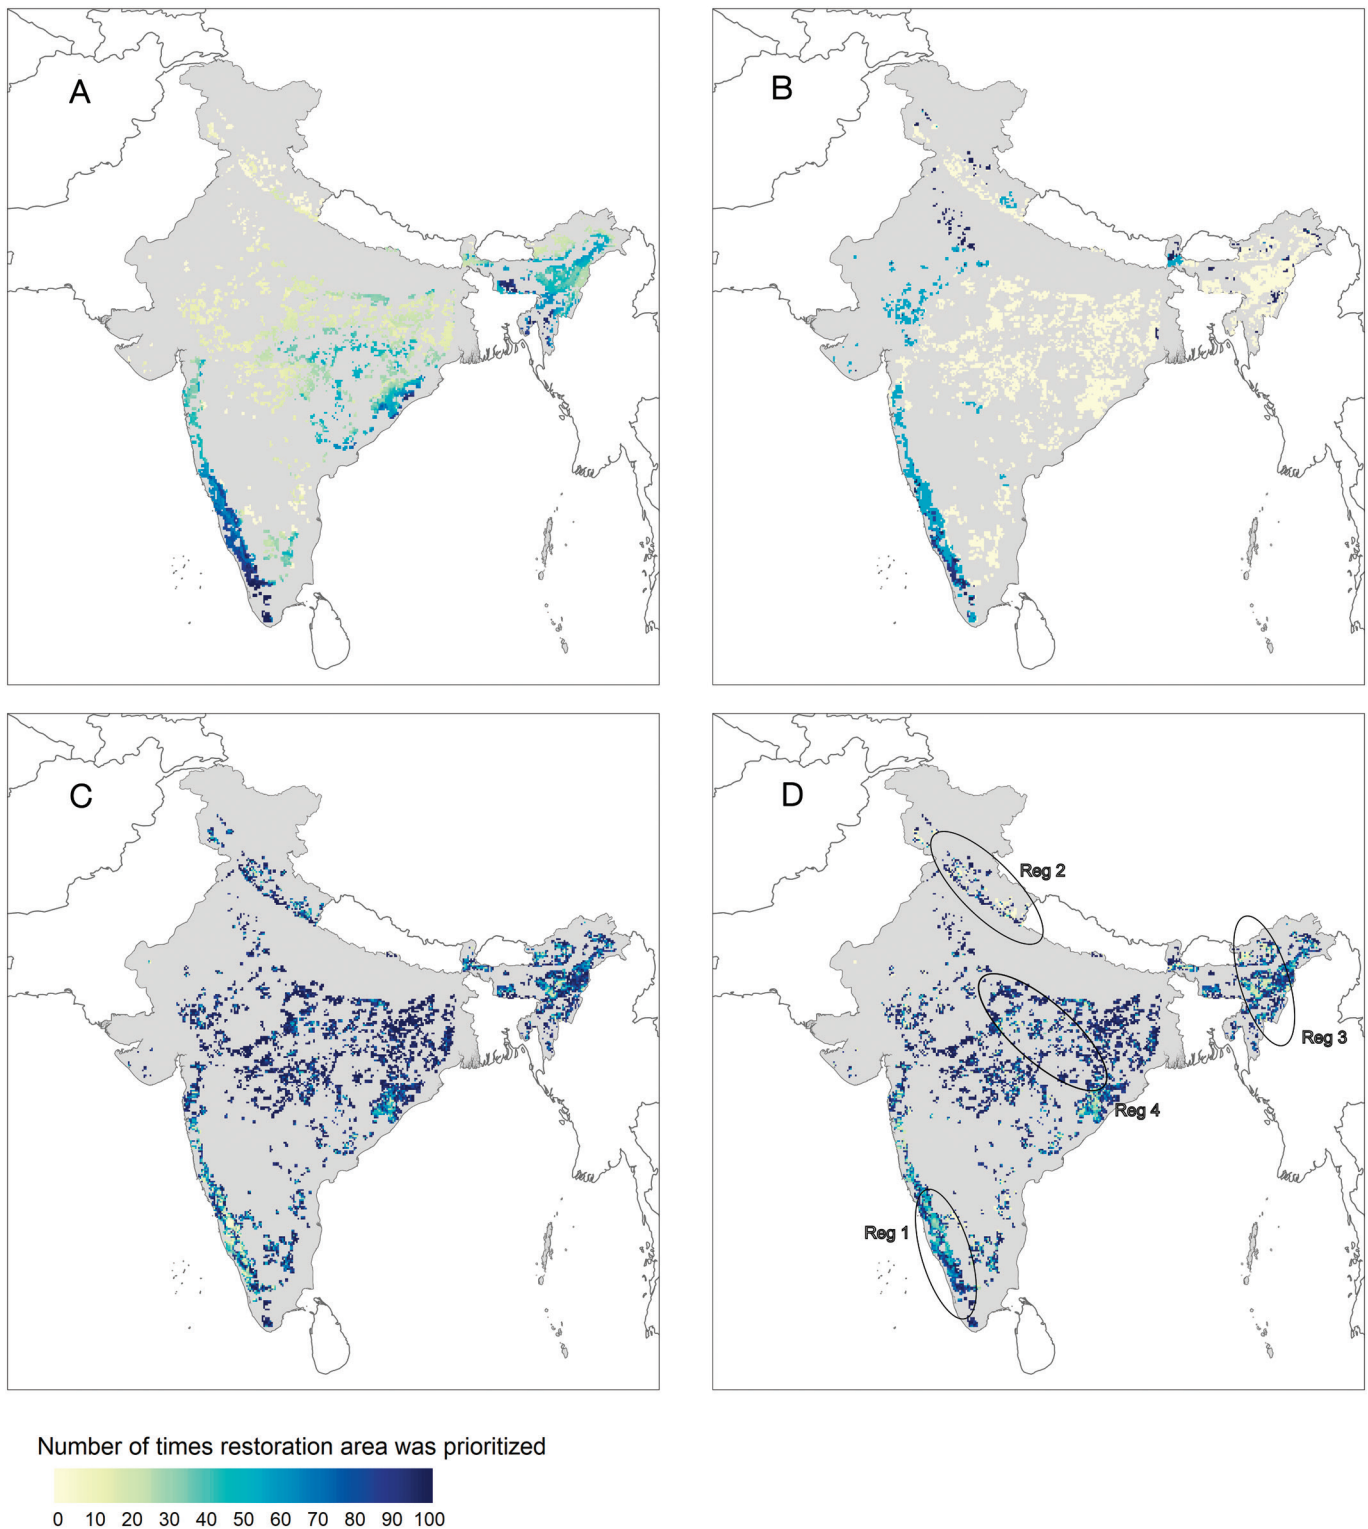 A
B
C
D
Reg 2
Reg 3
Reg 4
Reg 1
Number of times restoration area was prioritized
0 10 20 30 40 50 60 70 80 90 100